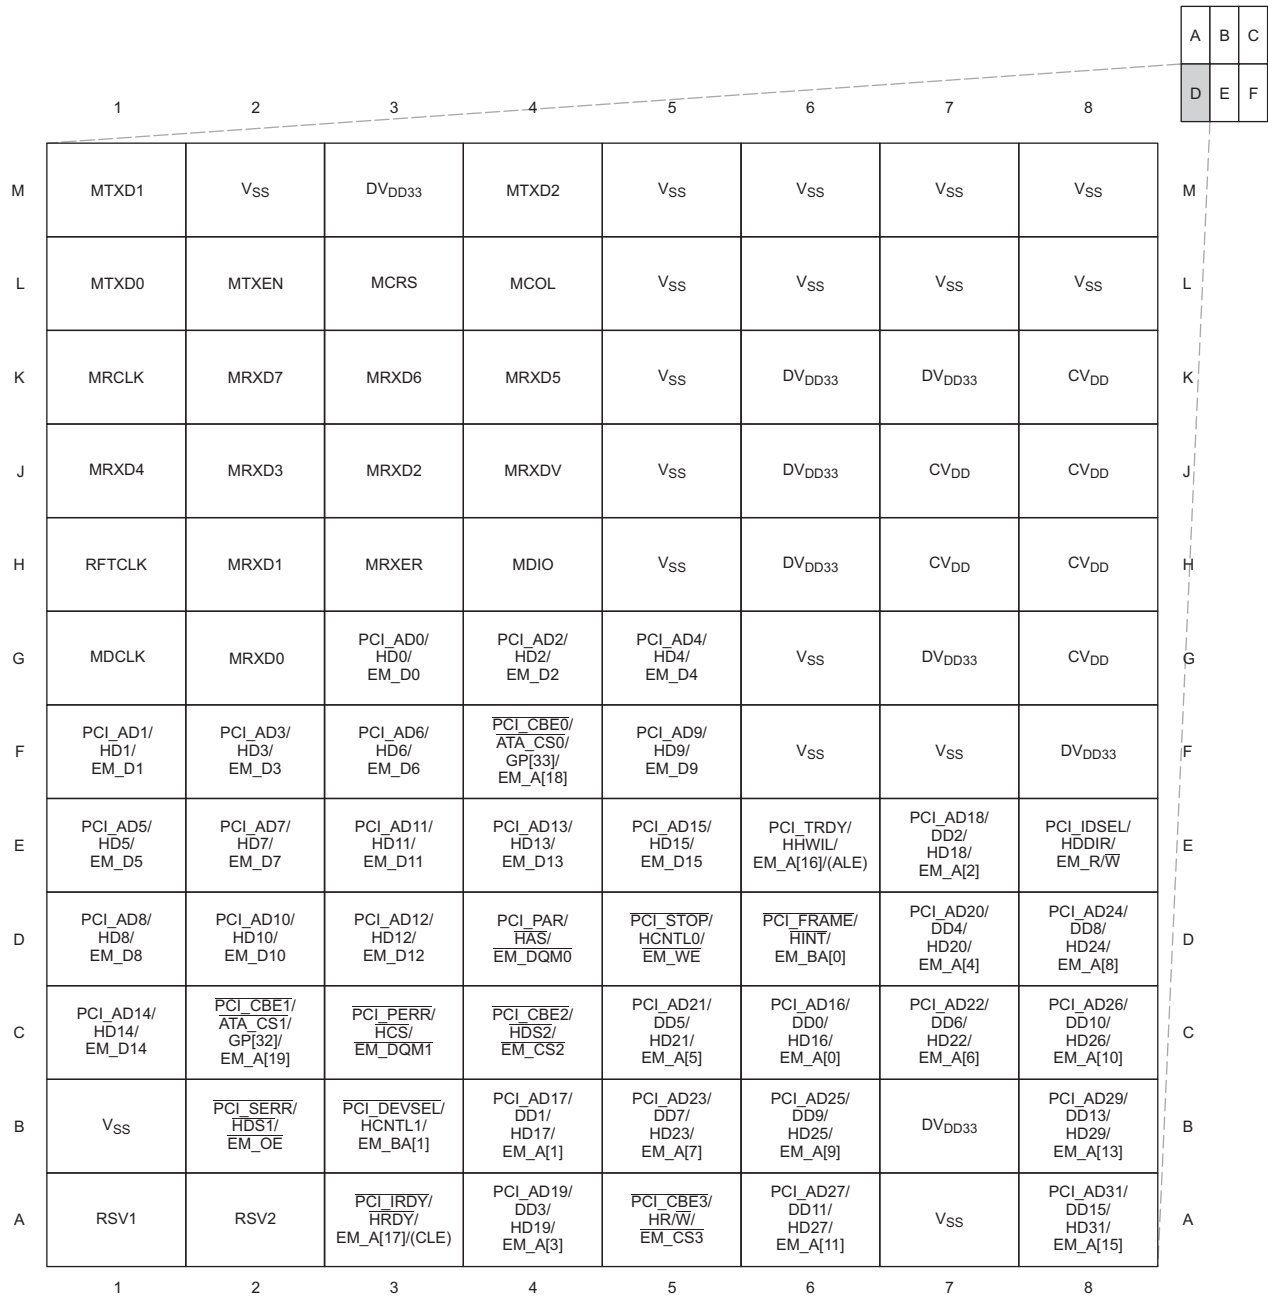 A B C
D E F
1 2 3 4 5 6 7 8
M MTXD1 VSS DVDD33 MTXD2 VSS VSS VSS VSS M
L MTXD0 MTXEN MCRS MCOL VSS VSS VSS VSS L
K MRCLK MRXD7 MRXD6 MRXD5 VSS DVDD33 DVDD33 CVDD K
J MRXD4 MRXD3 MRXD2 MRXDV VSS DVDD33 CVDD CVDD J
H RFTCLK MRXD1 MRXER MDIO VSS DVDD33 CVDD CVDD H
G MDCLK MRXD0 PCI_AD0/ HD0/ EM_D0 PCI_AD2/ HD2/ EM_D2 PCI_AD4/ HD4/ EM_D4 VSS DVDD33 CVDD G
F PCI_AD1/ HD1/ EM_D1 PCI_AD3/ HD3/ EM_D3 PCI_AD6/ HD6/ EM_D6 PCI_CBE0/ ATA_CS0/ GP[33]/ EM_A[18] PCI_AD9/ HD9/ EM_D9 VSS VSS DVDD33 F
E PCI_AD5/ HD5/ EM_D5 PCI_AD7/ HD7/ EM_D7 PCI_AD11/ HD11/ EM_D11 PCI_AD13/ HD13/ EM_D13 PCI_AD15/ HD15/ EM_D15 PCI_TRDY/ HHWIL/ EM_A[16]/(ALE) PCI_AD18/ DD2/ HD18/ EM_A[2] PCI_IDSEL/ HDDIR/ EM_R/W E
D PCI_AD8/ HD8/ EM_D8 PCI_AD10/ HD10/ EM_D10 PCI_AD12/ HD12/ EM_D12 PCI_PAR/ HAS/ EM_DQM0 PCI_STOP/ HCNTL0/ EM_WE PCI_FRAME/ HINT/ EM_BA[0] PCI_AD20/ DD4/ HD20/ EM_A[4] PCI_AD24/ DD8/ HD24/ EM_A[8] D
C PCI_AD14/ HD14/ EM_D14 PCI_CBE1/ ATA_CS1/ GP[32]/ EM_A[19] PCI_PERR/ HCS/ EM_DQM1 PCI_CBE2/ HDS2/ EM_CS2 PCI_AD21/ DD5/ HD21/ EM_A[5] PCI_AD16/ DD0/ HD16/ EM_A[0] PCI_AD22/ DD6/ HD22/ EM_A[6] PCI_AD26/ DD10/ HD26/ EM_A[10] C
B VSS PCI_SERR/ HDS1/ EM_OE PCI_DEVSEL/ HCNTL1/ EM_BA[1] PCI_AD17/ DD1/ HD17/ EM_A[1] PCI_AD23/ DD7/ HD23/ EM_A[7] PCI_AD25/ DD9/ HD25/ EM_A[9] DVDD33 PCI_AD29/ DD13/ HD29/ EM_A[13] B
A RSV1 RSV2 PCI_IRDY/ HRDY/ EM_A[17]/(CLE) PCI_AD19/ DD3/ HD19/ EM_A[3] PCI_CBE3/ HR/W/ EM_CS3 PCI_AD27/ DD11/ HD27/ EM_A[11] VSS PCI_AD31/ DD15/ HD31/ EM_A[15] A
1 2 3 4 5 6 7 8